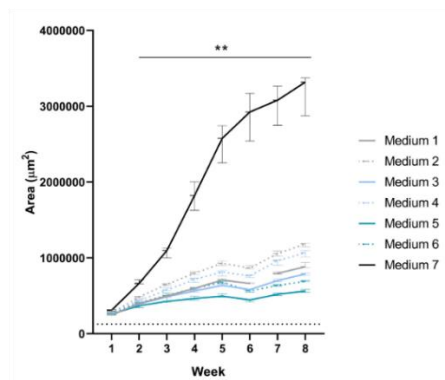 **
4000000
3000000
2000000
1000000
0
Area (μm²)
1 2 3 4 5 6 7 8
Week
Medium 1
Medium 2
Medium 3
Medium 4
Medium 5
Medium 6
Medium 7